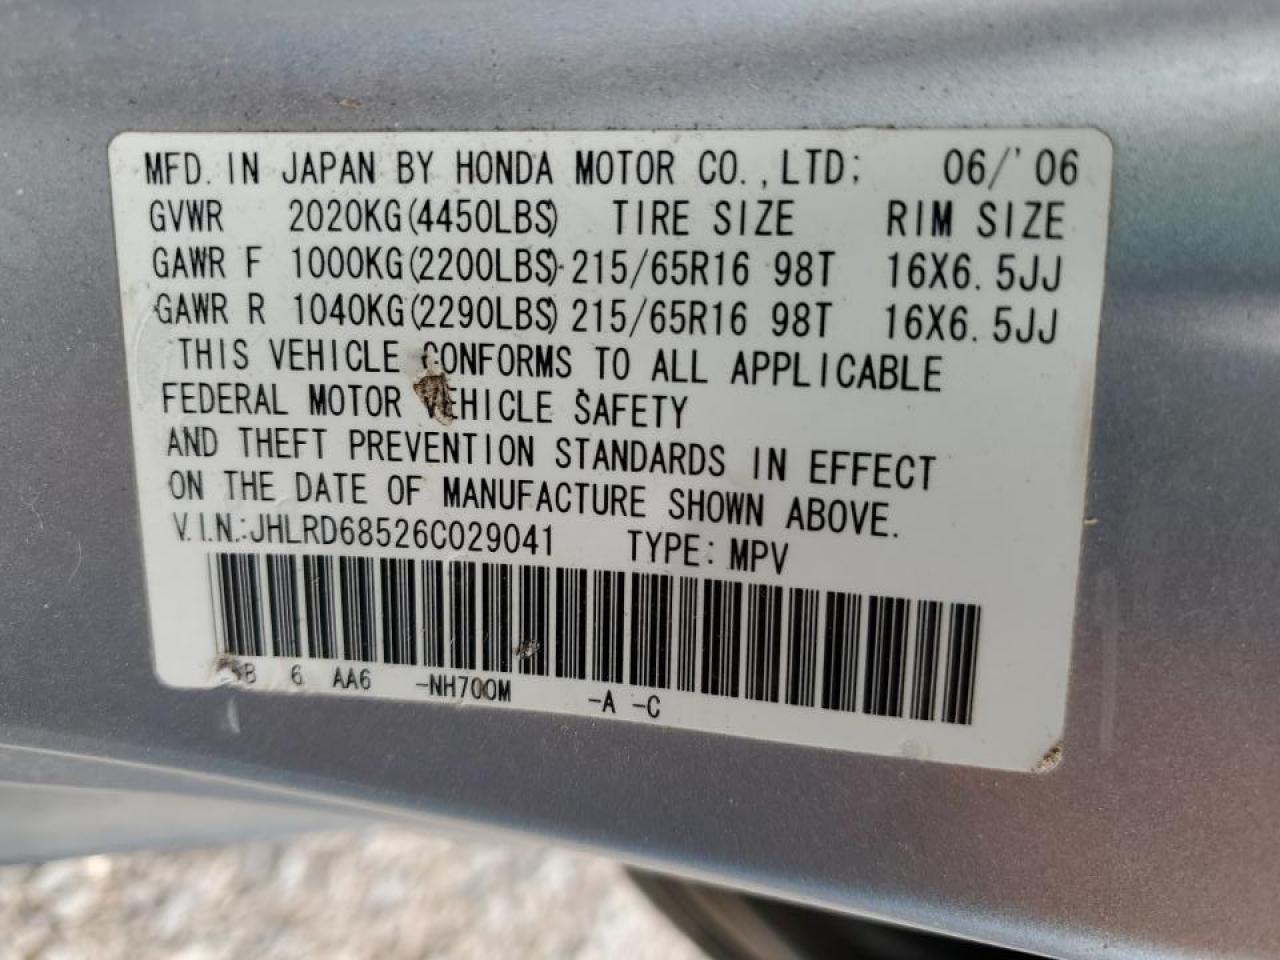 MFD. IN JAPAN BY HONDA MOTOR CO., LTD: 06/'06
GVWR 2020KG(4450LBS) TIRE SIZE RIM SIZE
GAWR F 1000KG(2200LBS) 215/65R16 98T 16X6.5JJ
GAWR R 1040KG(2290LBS) 215/65R16 98T 16X6.5JJ
THIS VEHICLE CONFORMS TO ALL APPLICABLE
FEDERAL MOTOR VEHICLE SAFETY
AND THEFT PREVENTION STANDARDS IN EFFECT
ON THE DATE OF MANUFACTURE SHOWN ABOVE.
V.I.N.:JHLRD68526C029041 TYPE: MPV
6 AA6 -NH700M -A -C